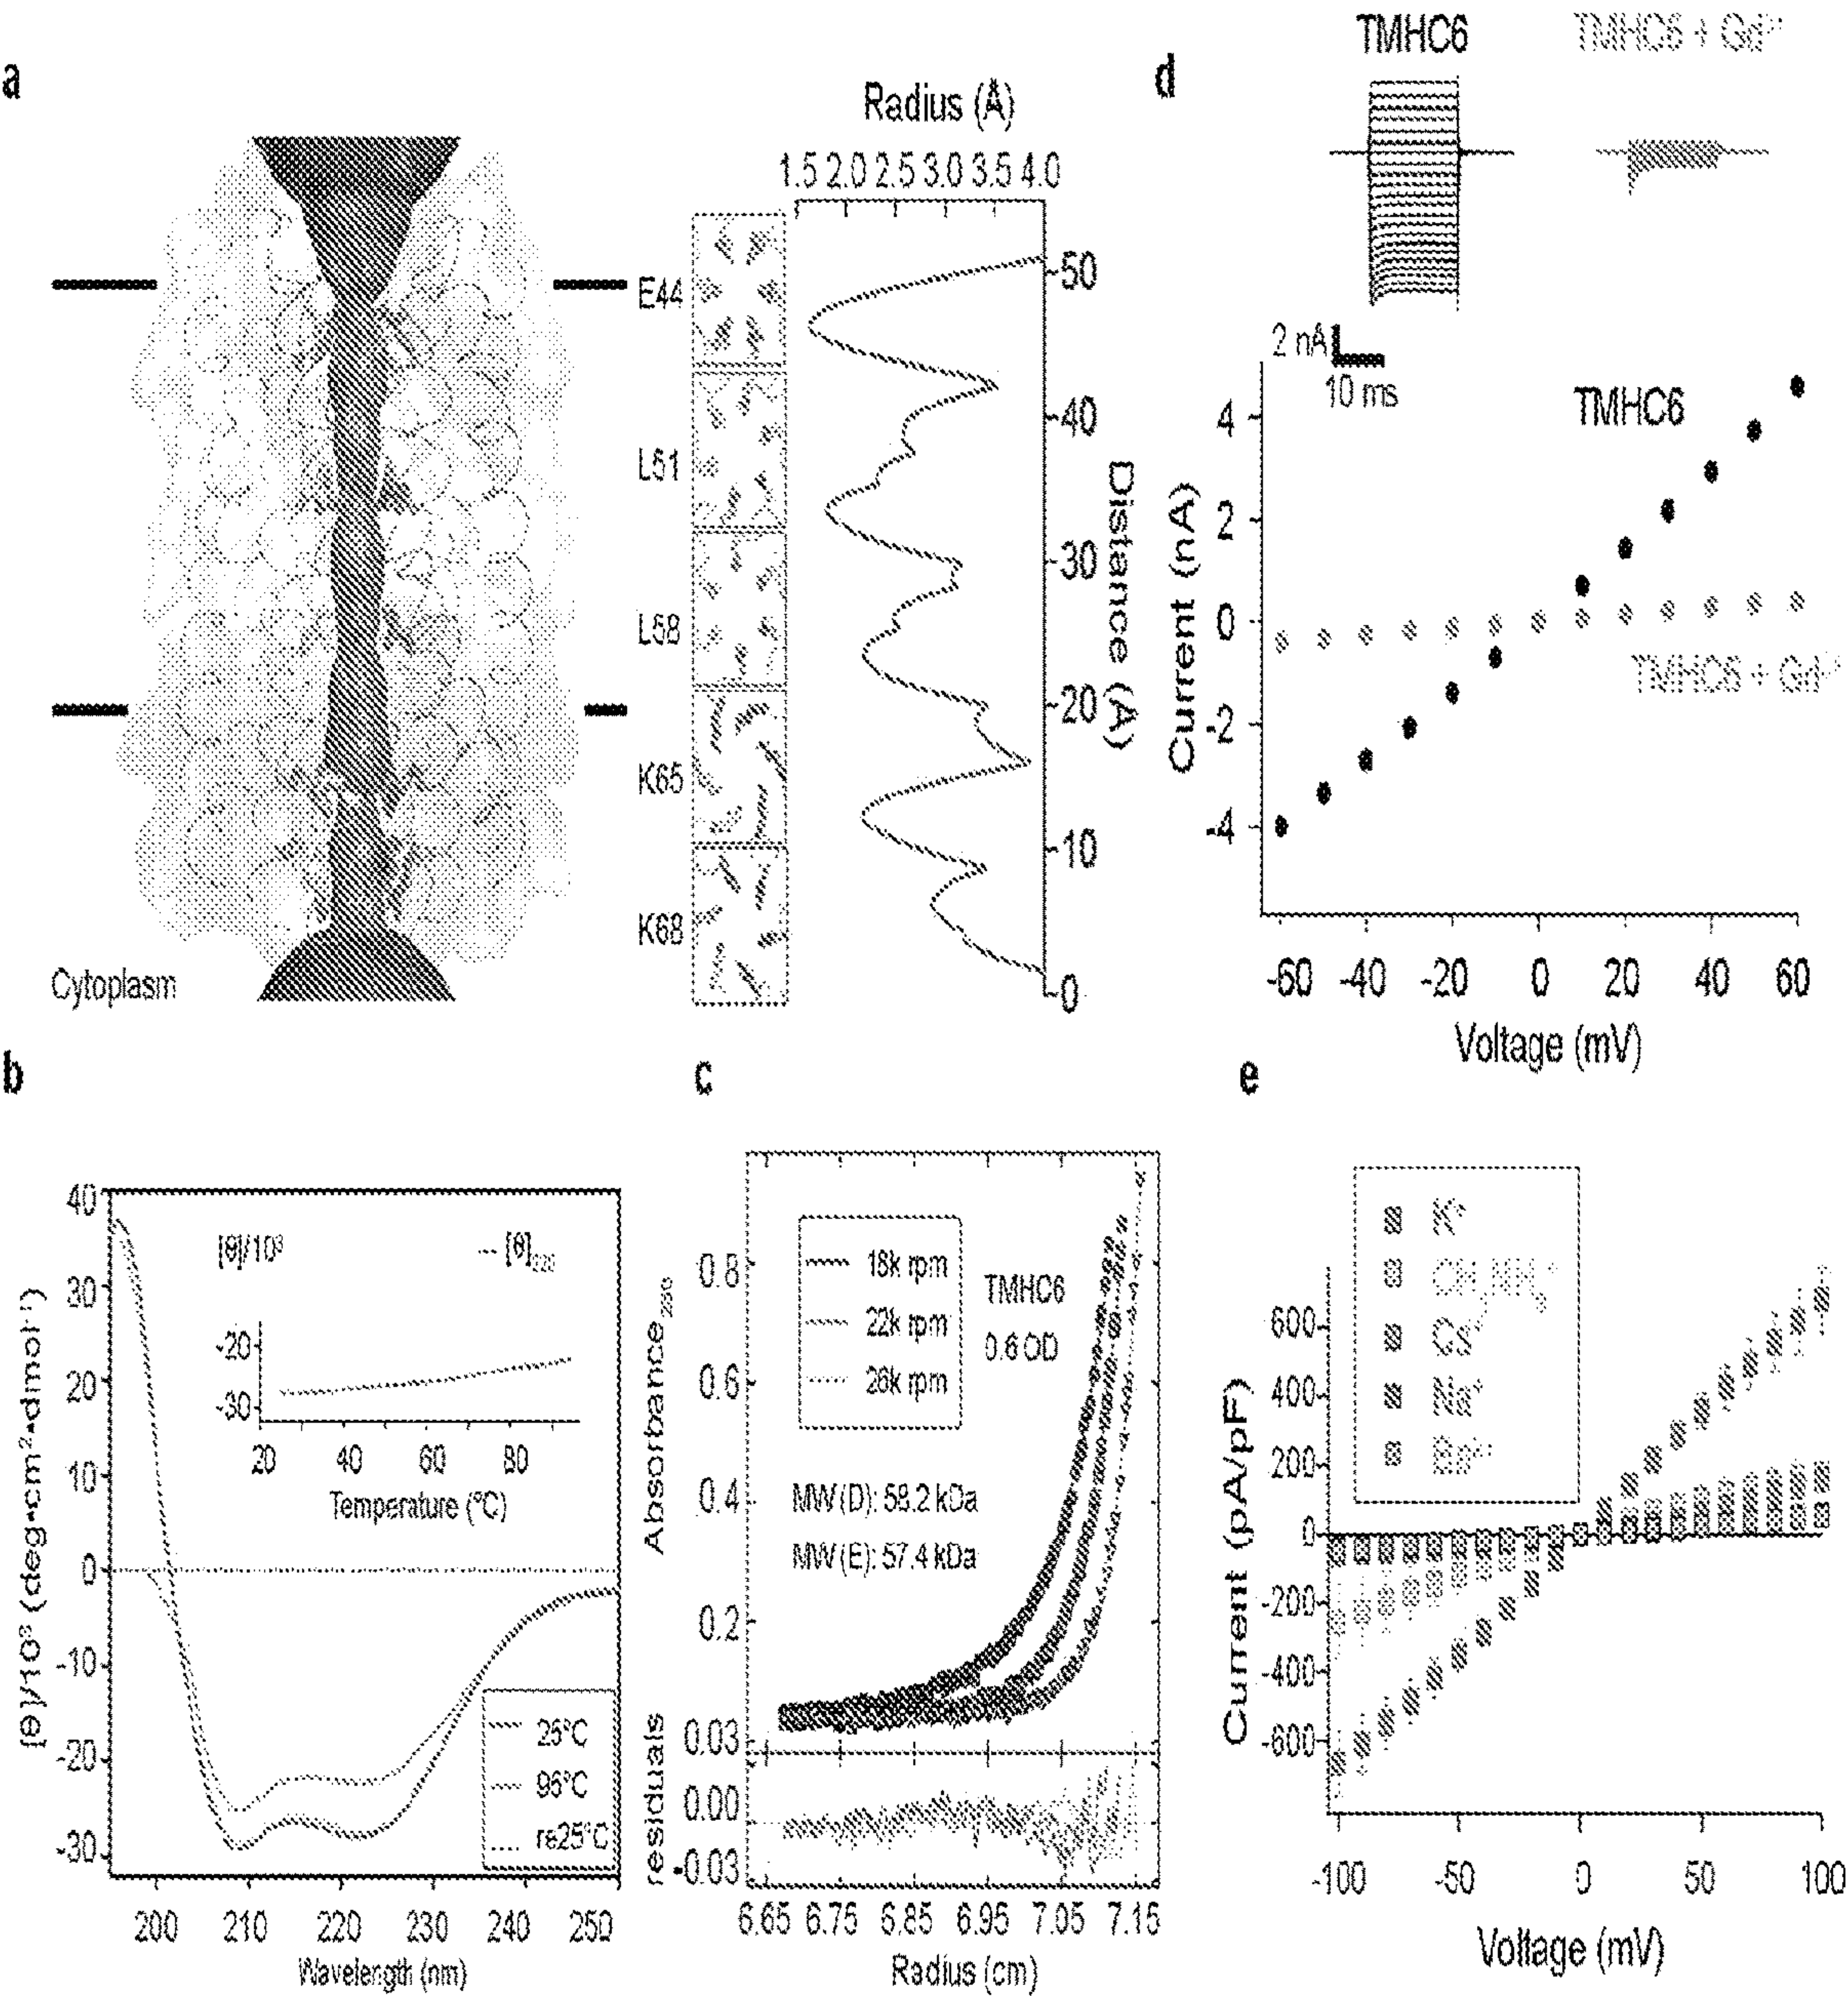 a
Radius (Å)
1.5 2.0 2.5 3.0 3.5 4.0
E44
L51
L58
K65
K68
50
40
30
20
10
0
Distance (Å)
Cytoplasm
d
TMHC6
TMHC6 + Gd
2 nA
10 ms
TMHC6
TMHC6 + Gd
4
2
0
-2
-4
Current (nA)
-60 -40 -20 0 20 40 60
Voltage (mV)
b
40
30
20
10
0
-10
-20
-30
[θ]/10³ (deg•cm²•dmol⁻¹)
[θ]/10³
-20
-30
20 40 60 80
Temperature (°C)
25°C
95°C
re25°C
200 210 220 230 240 250
Wavelength (nm)
c
18k rpm
22k rpm
26k rpm
TMHC6
0.6 OD
MW (D): 58.2 kDa
MW (E): 57.4 kDa
0.8
0.6
0.4
0.2
Absorbance
0.03
0.00
-0.03
residuals
6.65 6.75 6.85 6.95 7.05 7.15
Radius (cm)
e
K⁺
CH₃NH₃⁺
Cs⁺
Na⁺
600
400
200
0
-200
-400
-600
Current (pA/pF)
-100 -50 0 50 100
Voltage (mV)